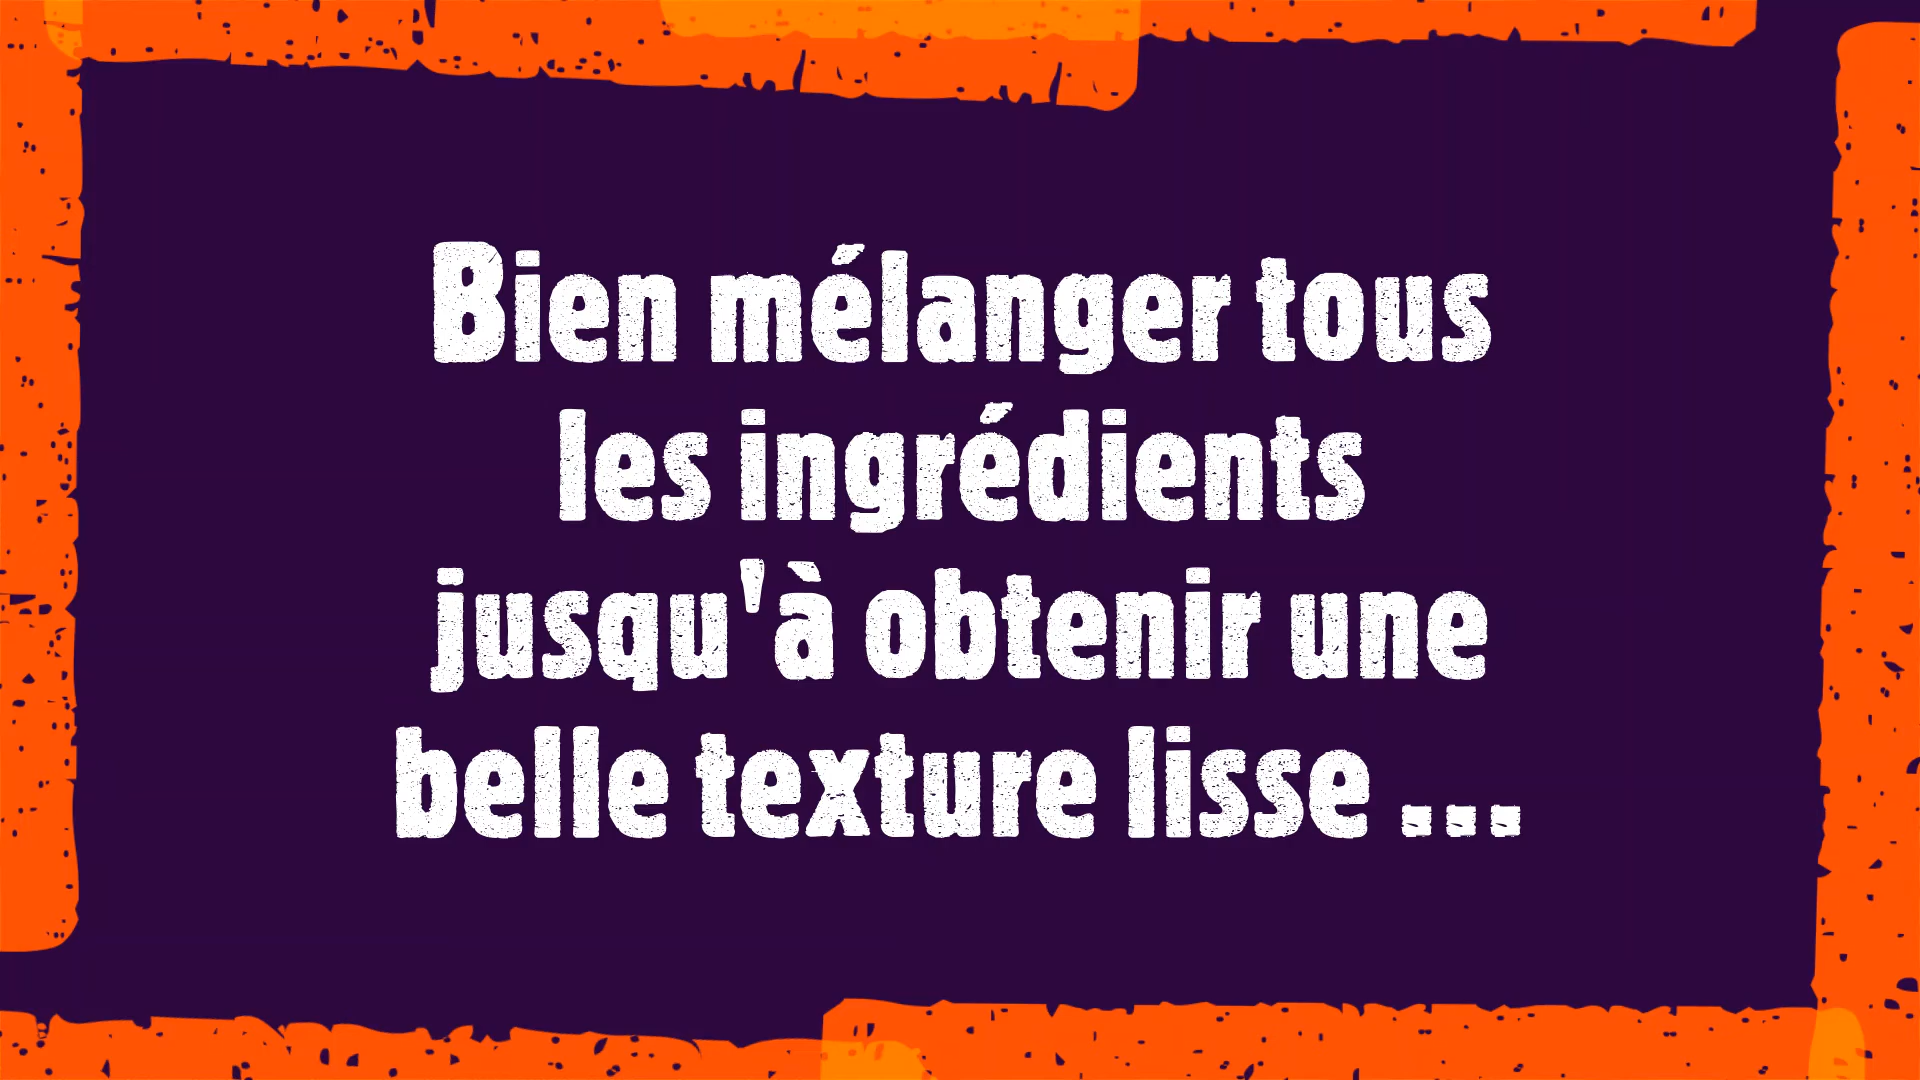 Bien mélanger tous
les ingrédients
jusqu'à obtenir une
belle texture lisse ...